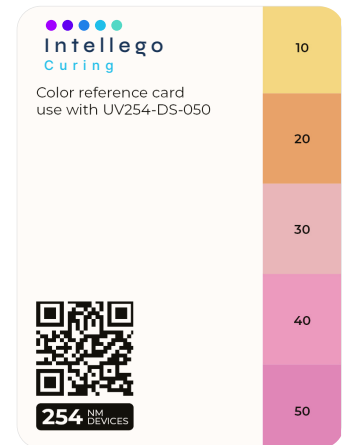 Intellego
Curing
Color reference card
use with UV254-DS-050
10
20
30
40
50
254 NM
DEVICES